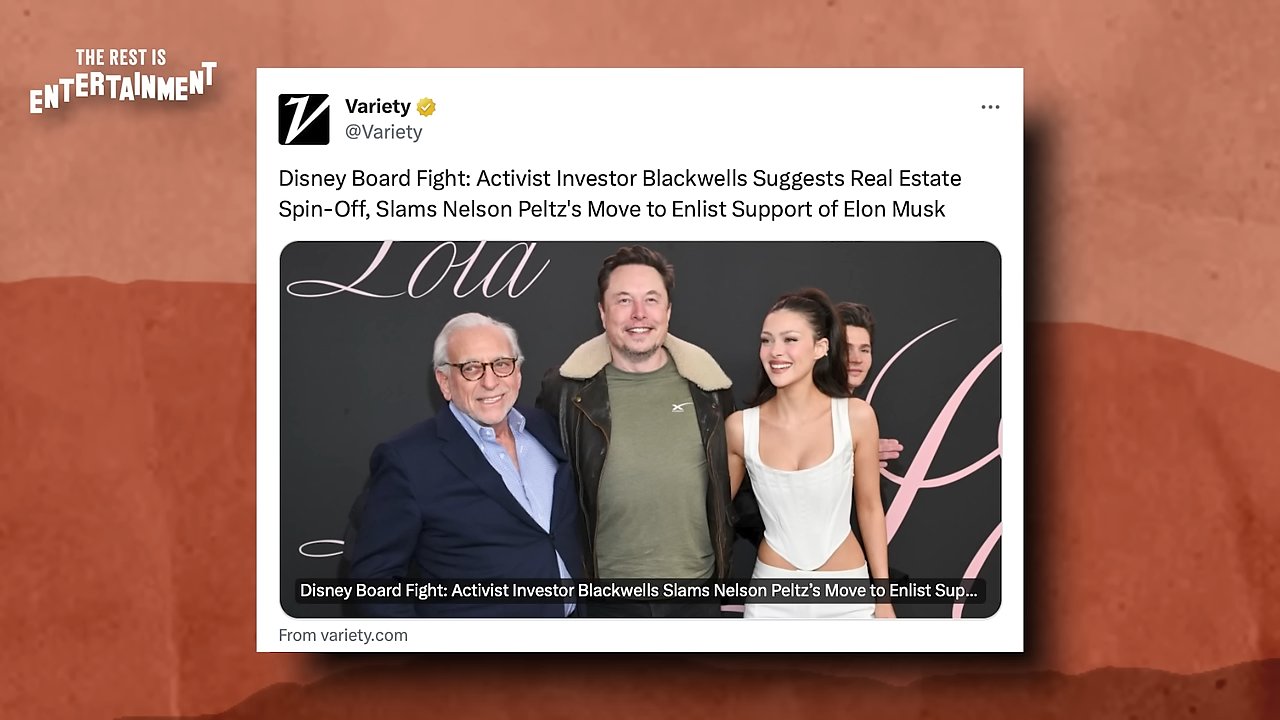 THE REST IS
ENTERTAINMENT
Variety
@Variety
Disney Board Fight: Activist Investor Blackwells Suggests Real Estate
Spin-Off, Slams Nelson Peltz's Move to Enlist Support of Elon Musk
Lola
X
Disney Board Fight: Activist Investor Blackwells Slams Nelson Peltz’s Move to Enlist Sup...
From variety.com